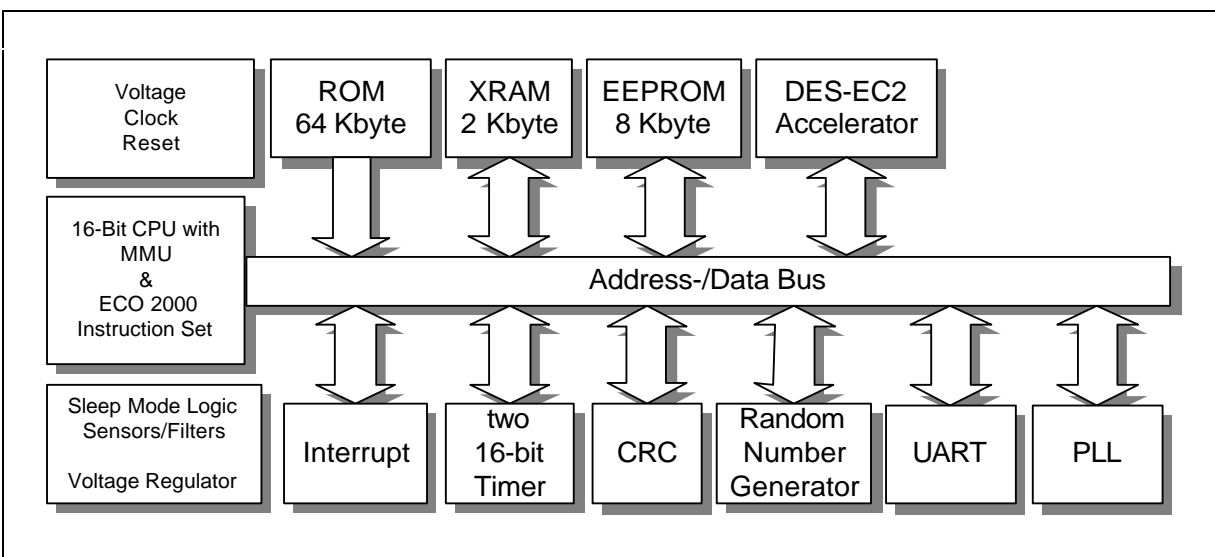 Voltage
Clock
Reset
ROM
64 Kbyte
XRAM
2 Kbyte
EEPROM
8 Kbyte
DES-EC2
Accelerator
16-Bit CPU with
MMU
&
ECO 2000
Instruction Set
Address-/Data Bus
Sleep Mode Logic
Sensors/Filters
Voltage Regulator
Interrupt
two
16-bit
Timer
CRC
Random
Number
Generator
UART
PLL